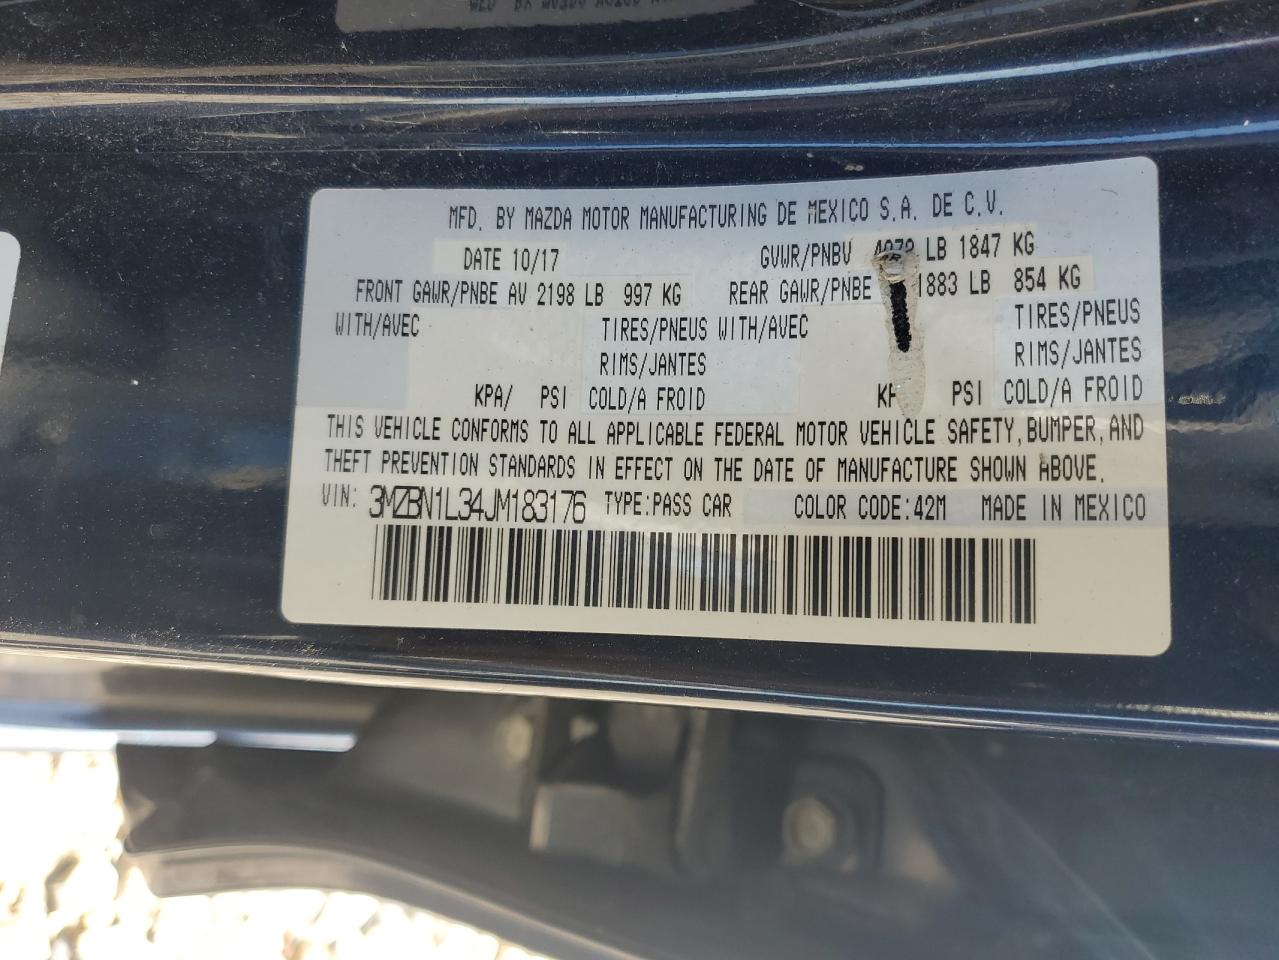 MFD. BY MAZDA MOTOR MANUFACTURING DE MEXICO S.A. DE C.V.
DATE 10/17 GVWR/PNBV LB 1847 KG
FRONT GAWR/PNBE AV 2198 LB 997 KG REAR GAWR/PNBE 1883 LB 854 KG
WITH/AVEC TIRES/PNEUS WITH/AVEC TIRES/PNEUS
RIMS/JANTES RIMS/JANTES
KPA/ PSI COLD/A FROID PSI COLD/A FROID
THIS VEHICLE CONFORMS TO ALL APPLICABLE FEDERAL MOTOR VEHICLE SAFETY, BUMPER, AND
THEFT PREVENTION STANDARDS IN EFFECT ON THE DATE OF MANUFACTURE SHOWN ABOVE.
VIN: 3MZBN1L34JM183176 TYPE:PASS CAR COLOR CODE:42M MADE IN MEXICO